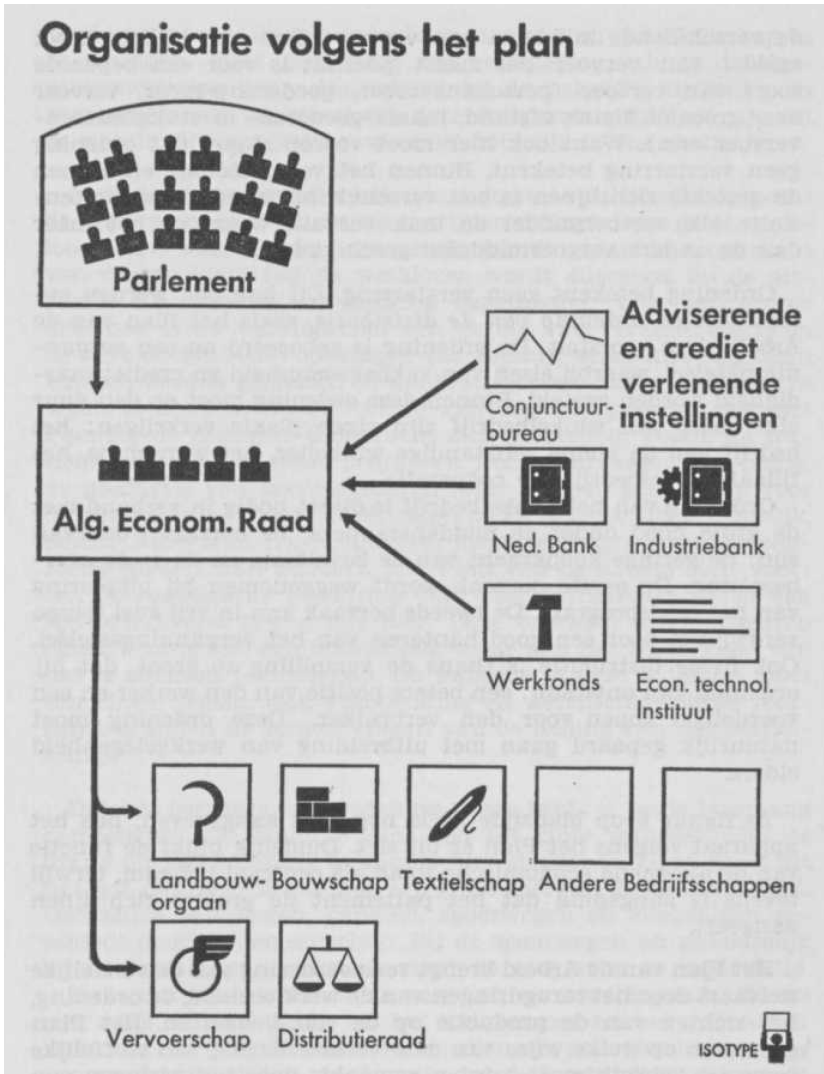 Organisatie volgens het plan
Parlement
Adviserende
en crediet
verlenende
instellingen
Conjunctuur-
bureau
Alg. Econom. Raad
Ned. Bank
Industriebank
Werkfonds
Econ. technol.
Instituut
Landbouw-
orgaan
Bouwschap
Textielschap
Andere Bedrijfsschappen
Vervoerschap
Distributieraad
ISOTYPE